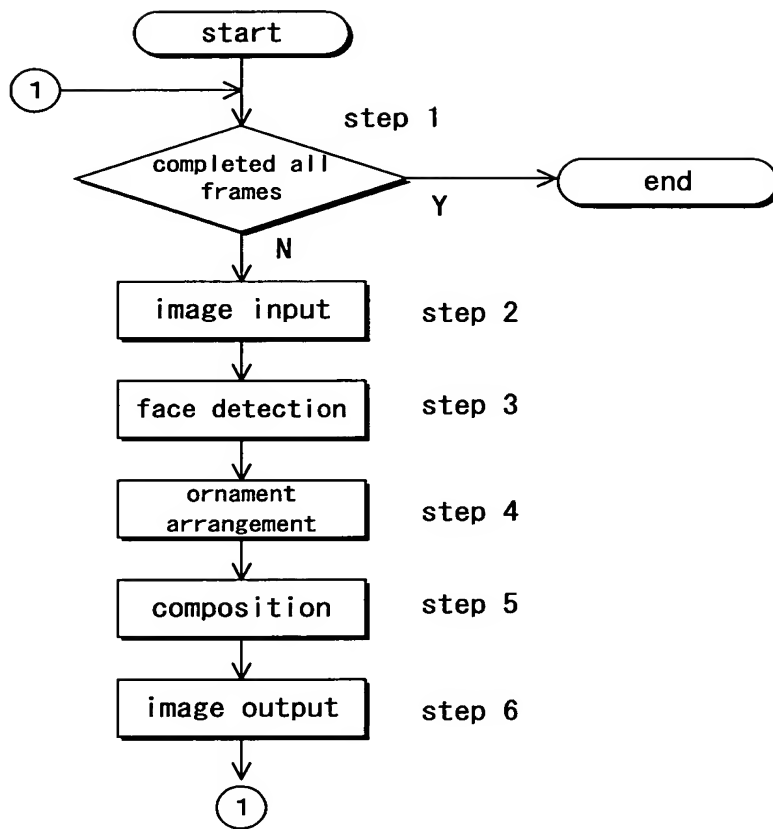 start
1
step 1
completed all
frames
Y
end
N
image input
step 2
face detection
step 3
ornament
arrangement
step 4
composition
step 5
image output
step 6
1